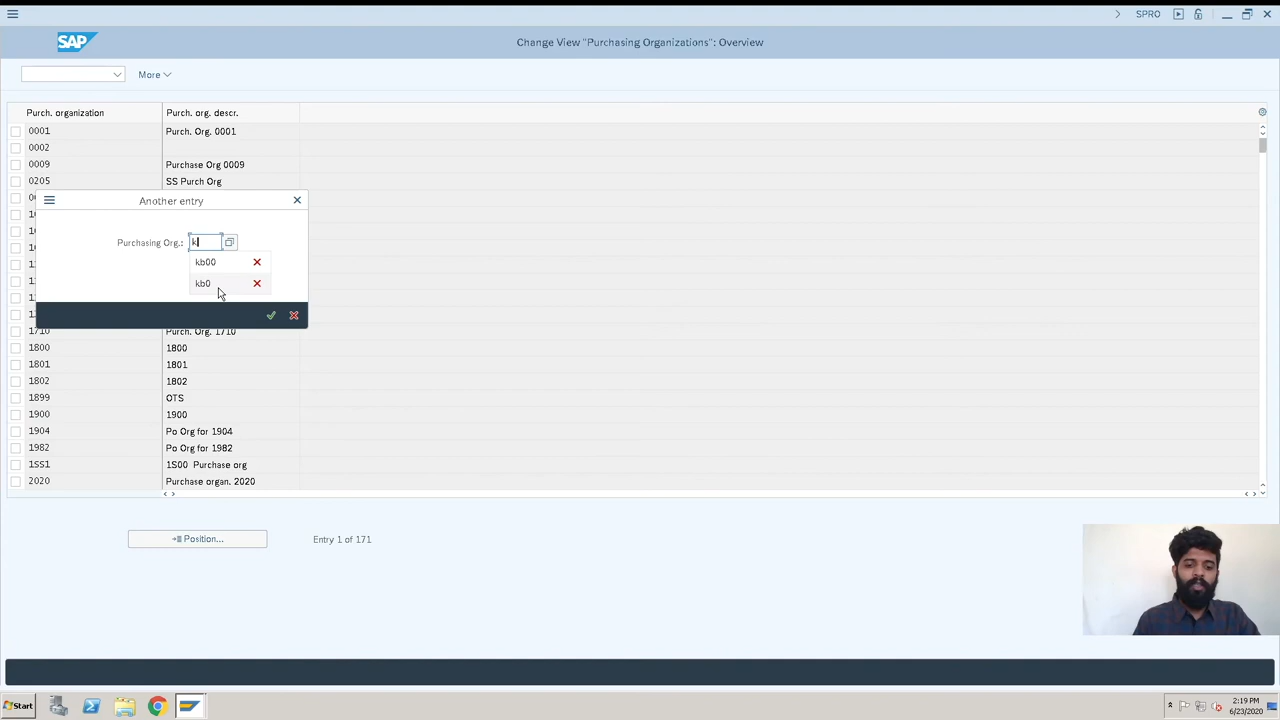 SPRO
SAP
Change View "Purchasing Organizations": Overview
More
Purch. organization Purch. org. descr.
0001 Purch. Org. 0001
0002
0009 Purchase Org 0009
0205 SS Purch Org
Another entry
Purchasing Org.: k
kb00
kb0
1710 Purch. Org. 1710
1800 1800
1801 1801
1802 1802
1899 OTS
1900 1900
1904 Po Org for 1904
1982 Po Org for 1982
1SS1 1S00 Purchase org
2020 Purchase organ. 2020
Position... Entry 1 of 171
Start
2:19 PM
6/23/2020